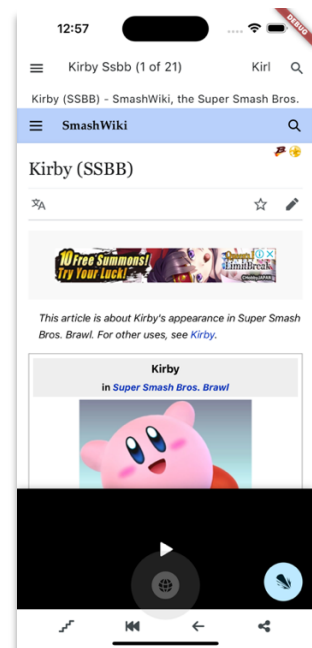 12:57
DEBUG
Kirby Ssbb (1 of 21) Kirl
Kirby (SSBB) - SmashWiki, the Super Smash Bros.
SmashWiki
Kirby (SSBB)
10 Free Summons!
Try Your Luck!
LimitBreak
This article is about Kirby's appearance in Super Smash
Bros. Brawl. For other uses, see Kirby.
Kirby
in Super Smash Bros. Brawl